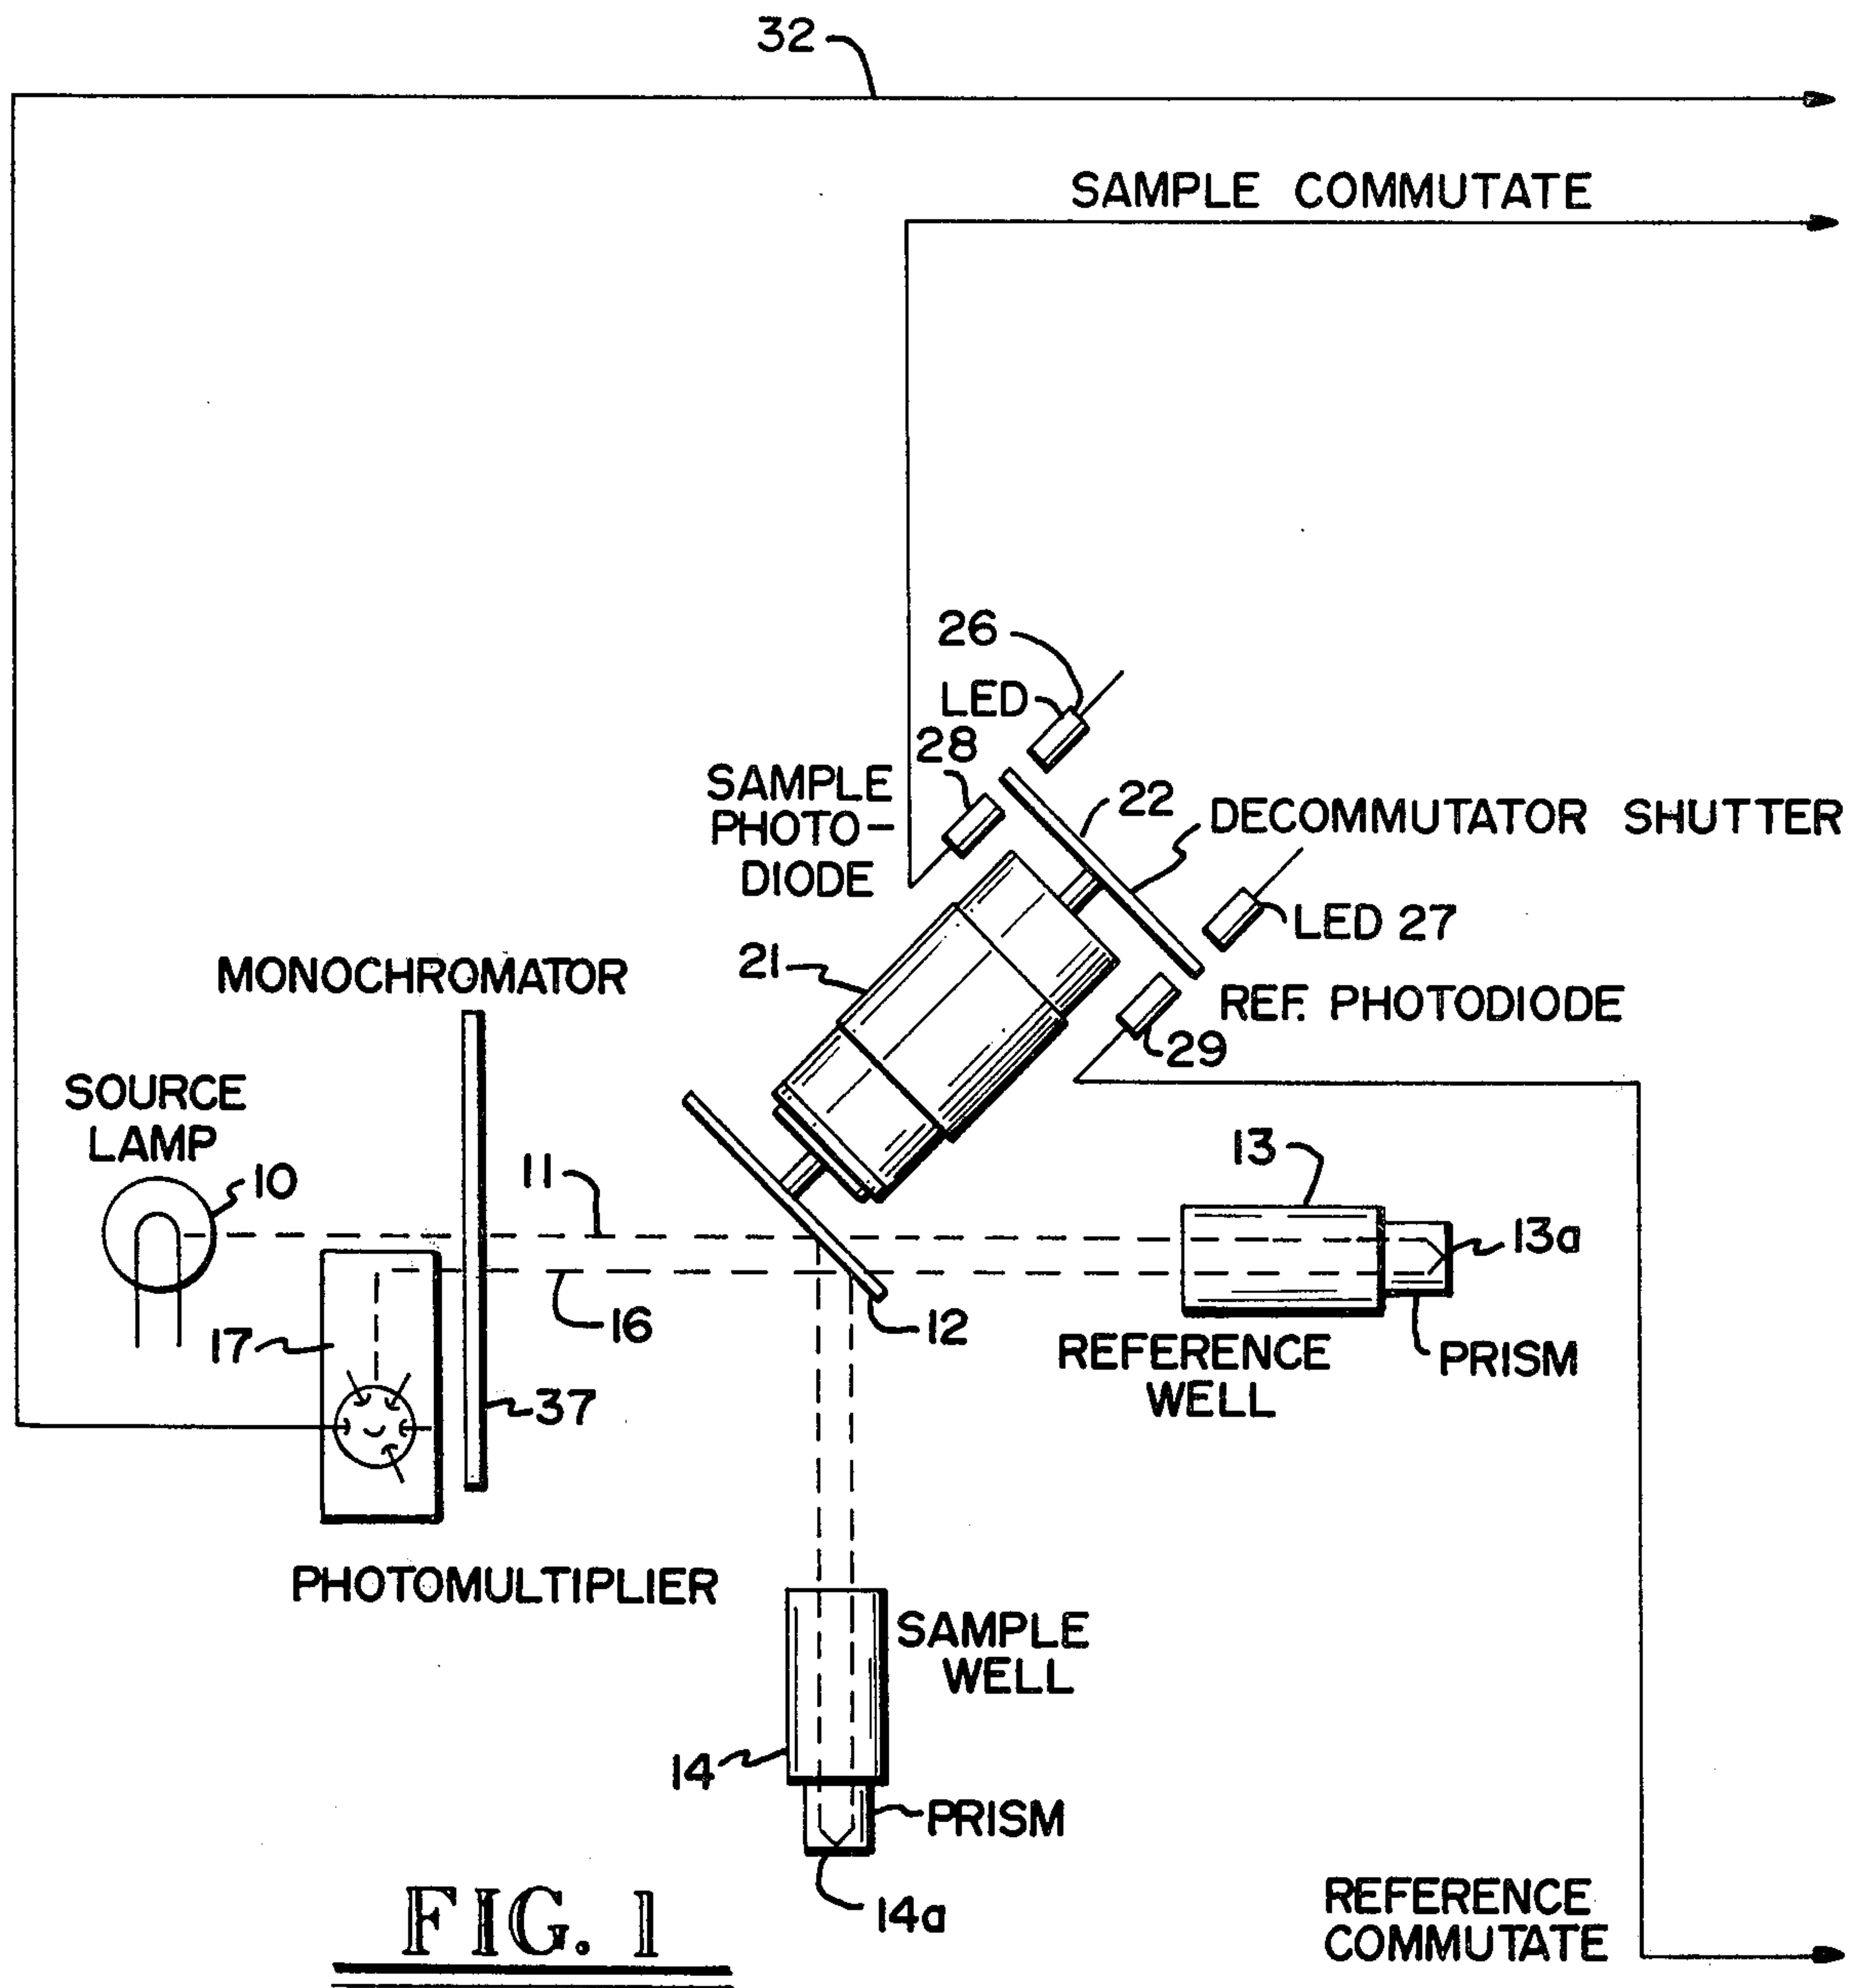 32
SAMPLE COMMUTATE
26
LED
28
SAMPLE
PHOTO-
DIODE
22
DECOMMUTATOR SHUTTER
LED 27
21
REF. PHOTODIODE
29
MONOCHROMATOR
SOURCE
LAMP
10
11
13
13a
16
12
17
REFERENCE
WELL
PRISM
37
PHOTOMULTIPLIER
SAMPLE
WELL
14
PRISM
14a
REFERENCE
COMMUTATE
FIG. 1